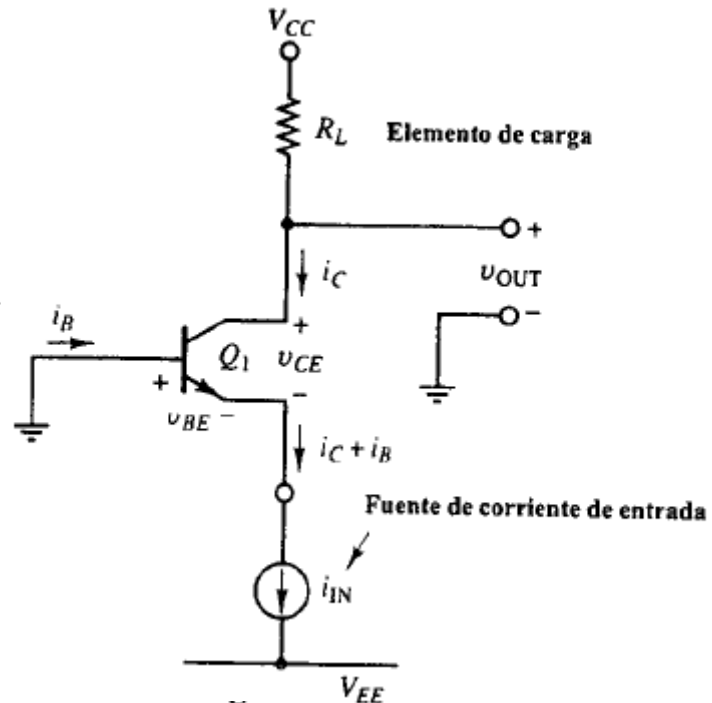 V_CC
R_L Elemento de carga
+
i_C
υ_OUT
i_B
+
−
Q_1 υ_CE
+
−
υ_BE −
i_C + i_B
Fuente de corriente de entrada
i_IN
V_EE